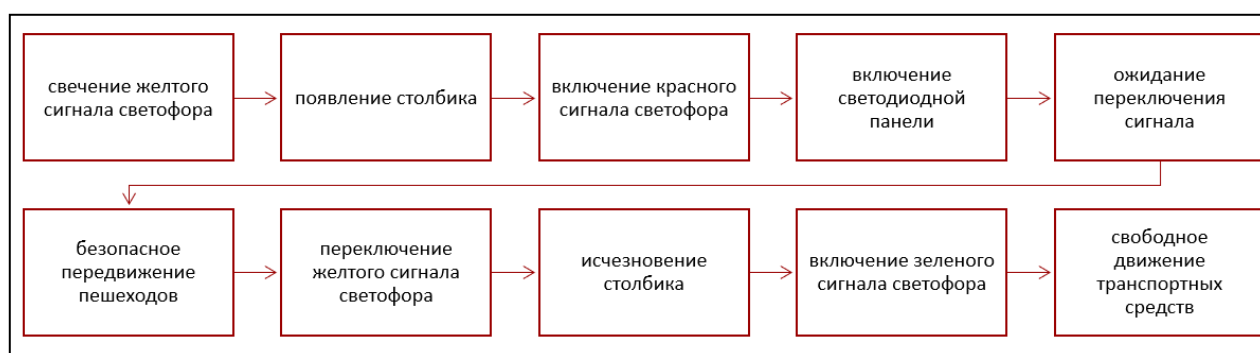 свечение желтого
сигнала светофора
появление столбика
включение красного
сигнала светофора
включение
светодиодной
панели
ожидание
переключения
сигнала
безопасное
передвижение
пешеходов
переключение
желтого сигнала
светофора
исчезновение
столбика
включение зеленого
сигнала светофора
свободное
движение
транспортных
средств